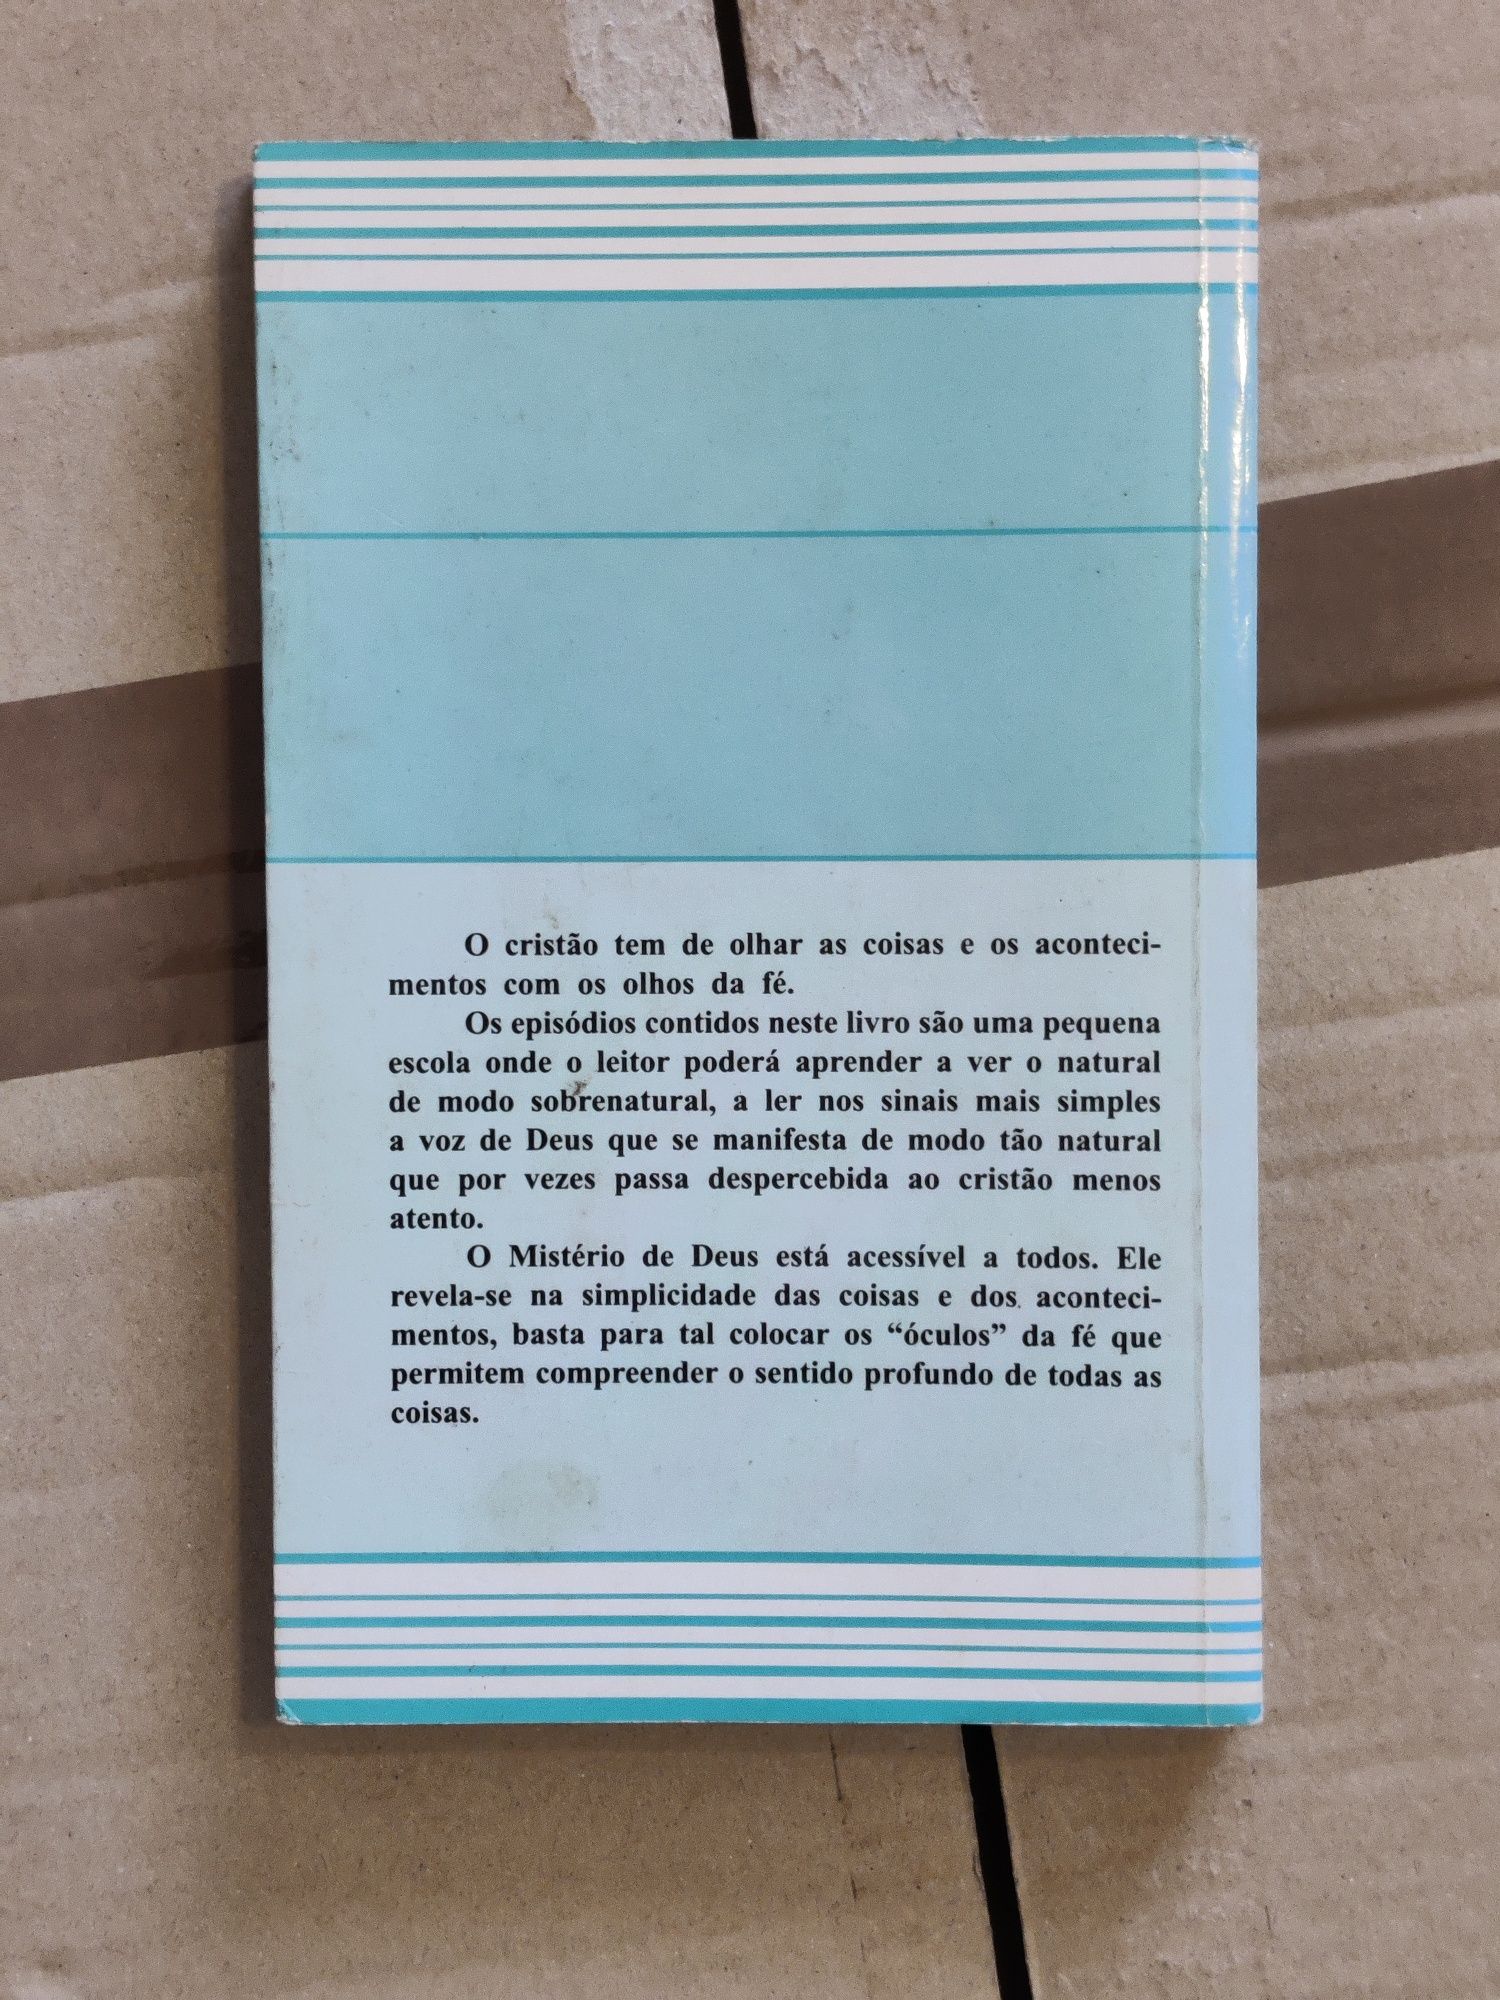 O cristão tem de olhar as coisas e os aconteci-
mentos com os olhos da fé.
Os episódios contidos neste livro são uma pequena
escola onde o leitor poderá aprender a ver o natural
de modo sobrenatural, a ler nos sinais mais simples
a voz de Deus que se manifesta de modo tão natural
que por vezes passa despercebida ao cristão menos
atento.
O Mistério de Deus está acessível a todos. Ele
revela-se na simplicidade das coisas e dos aconteci-
mentos, basta para tal colocar os “óculos” da fé que
permitem compreender o sentido profundo de todas as
coisas.